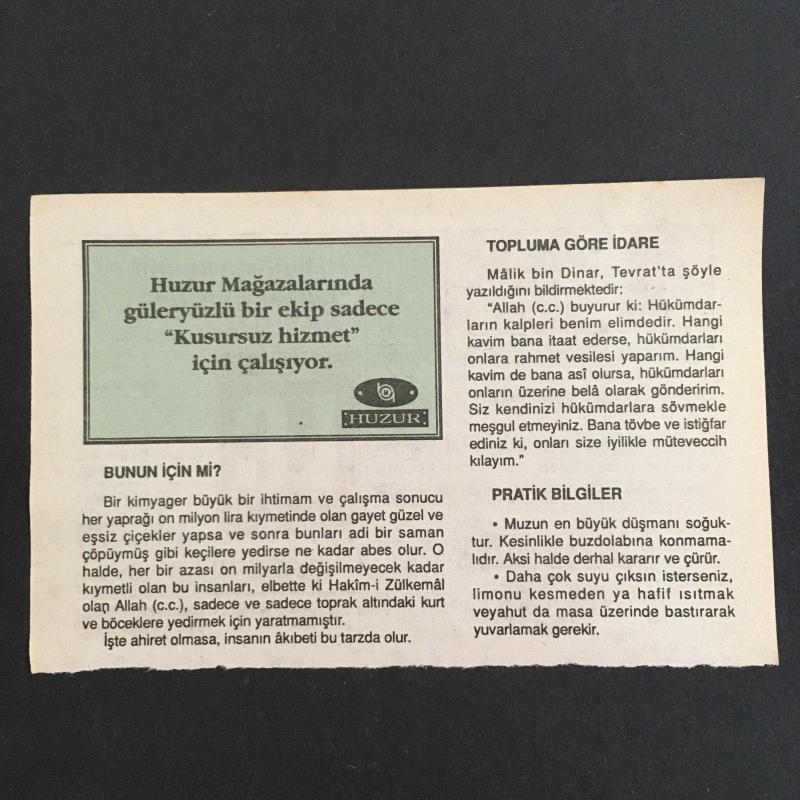 Huzur Mağazalarında
güleryüzlü bir ekip sadece
“Kusursuz hizmet”
için çalışıyor.
HUZUR
BUNUN İÇİN Mİ?
Bir kimyager büyük bir ihtimam ve çalışma sonucu
her yaprağı on milyon lira kıymetinde olan gayet güzel ve
eşsiz çiçekler yapsa ve sonra bunları adi bir saman
çöpüymüş gibi keçilere yedirse ne kadar abes olur. O
halde, her bir azası on milyarla değişilmeyecek kadar
kıymetli olan bu insanları, elbette ki Hakîm-i Zülkemâl
olan Allah (c.c.), sadece ve sadece toprak altındaki kurt
ve böceklere yedirmek için yaratmamıştır.
İşte ahiret olmasa, insanın âkıbeti bu tarzda olur.
TOPLUMA GÖRE İDARE
Mâlik bin Dinar, Tevrat'ta şöyle
yazıldığını bildirmektedir:
“Allah (c.c.) buyurur ki: Hükümdar-
ların kalpleri benim elimdedir. Hangi
kavim bana itaat ederse, hükümdarları
onlara rahmet vesilesi yaparım. Hangi
kavim de bana asî olursa, hükümdarları
onların üzerine belâ olarak gönderirim.
Siz kendinizi hükümdarlara sövmekle
meşgul etmeyiniz. Bana tövbe ve istiğfar
ediniz ki, onları size iyilikle müteveccih
kılayım.”
PRATİK BİLGİLER
• Muzun en büyük düşmanı soğuk-
tur. Kesinlikle buzdolabına konmama-
lıdır. Aksi halde derhal kararır ve çürür.
• Daha çok suyu çıksın isterseniz,
limonu kesmeden ya hafif ısıtmak
veyahut da masa üzerinde bastırarak
yuvarlamak gerekir.